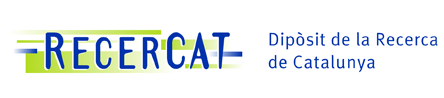 RECERCAT
Dipòsit de la Recerca
de Catalunya